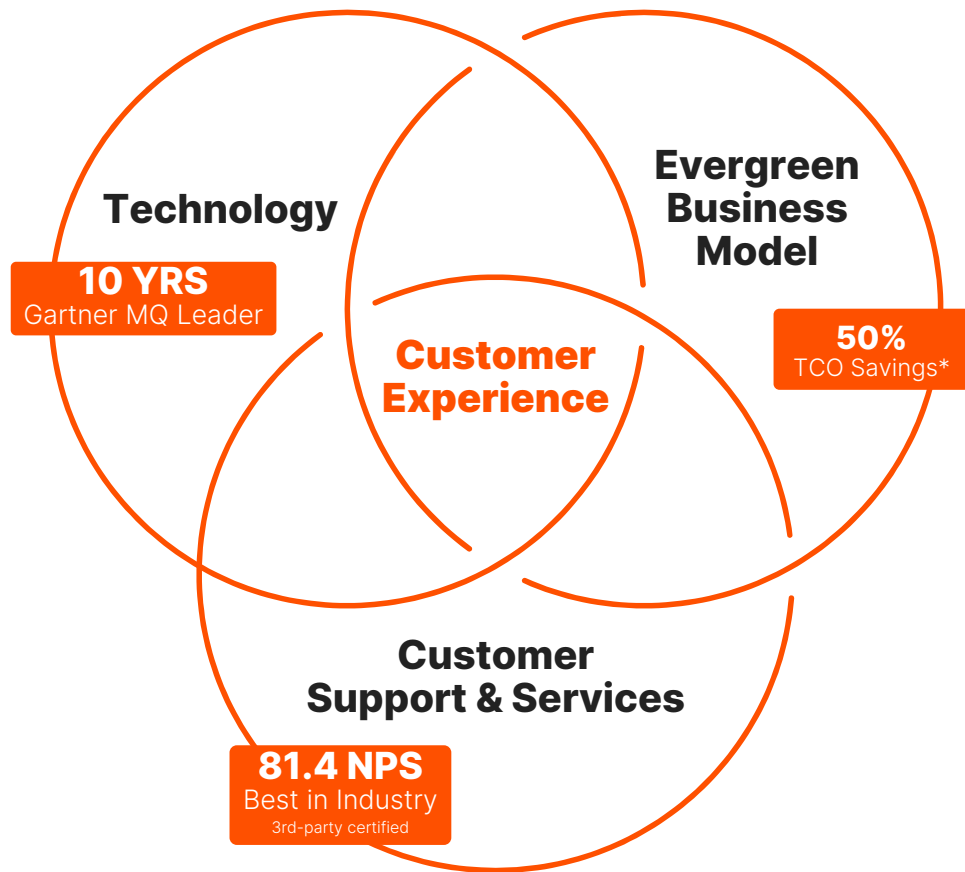 Technology
10 YRS
Gartner MQ Leader
Evergreen
Business
Model
50%
TCO Savings*
Customer
Experience
Customer
Support & Services
81.4 NPS
Best in Industry
3rd-party certified